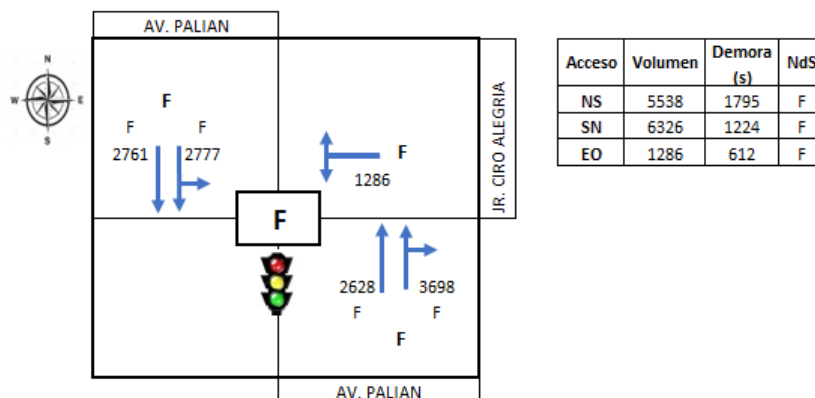 AV. PALIAN
N
W E
S
F
F F
2761 2777
F
1286
JR. CIRO ALEGRIA
F
2628 3698
F F
F
AV. PALIAN
Acceso Volumen Demora (s) NdS
NS 5538 1795 F
SN 6326 1224 F
EO 1286 612 F